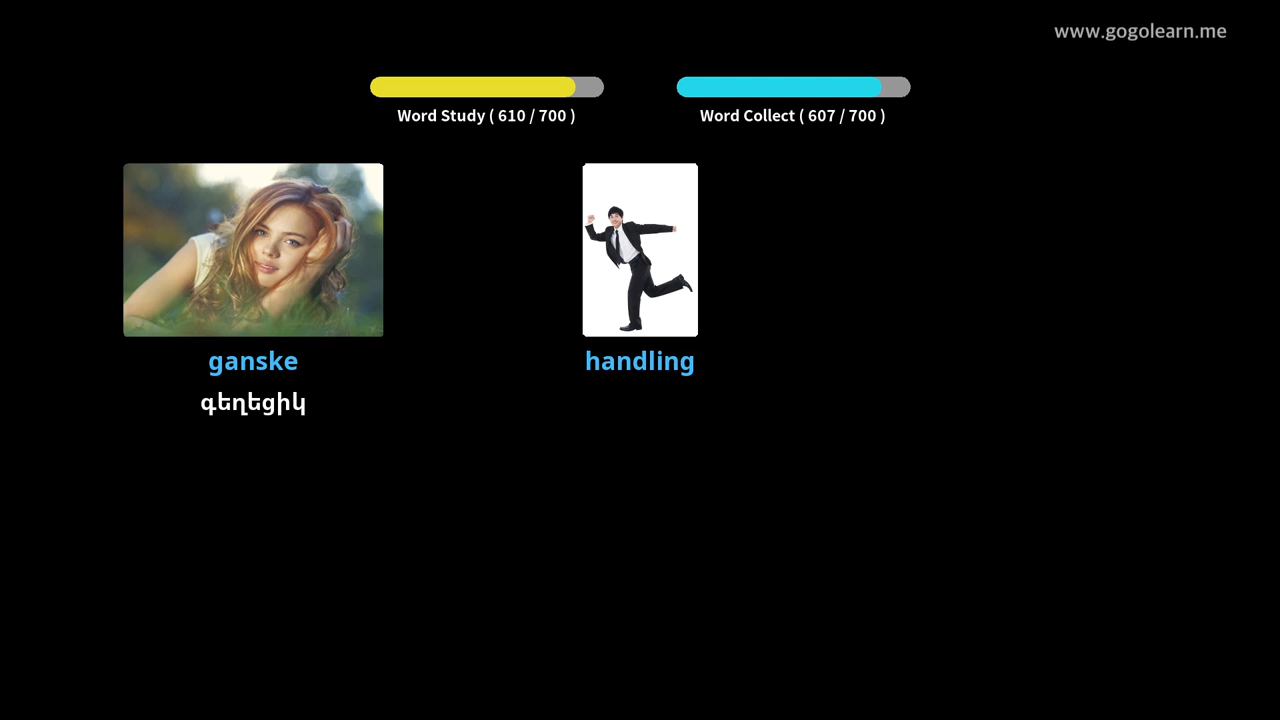 www.gogolearn.me
Word Study ( 610 / 700 )
Word Collect ( 607 / 700 )
ganske
handling
գեղեցիկ